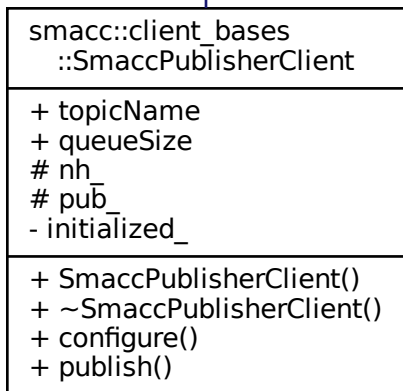 smacc::client_bases
::SmaccPublisherClient
+ topicName
+ queueSize
# nh_
# pub_
- initialized_
+ SmaccPublisherClient()
+ ~SmaccPublisherClient()
+ configure()
+ publish()